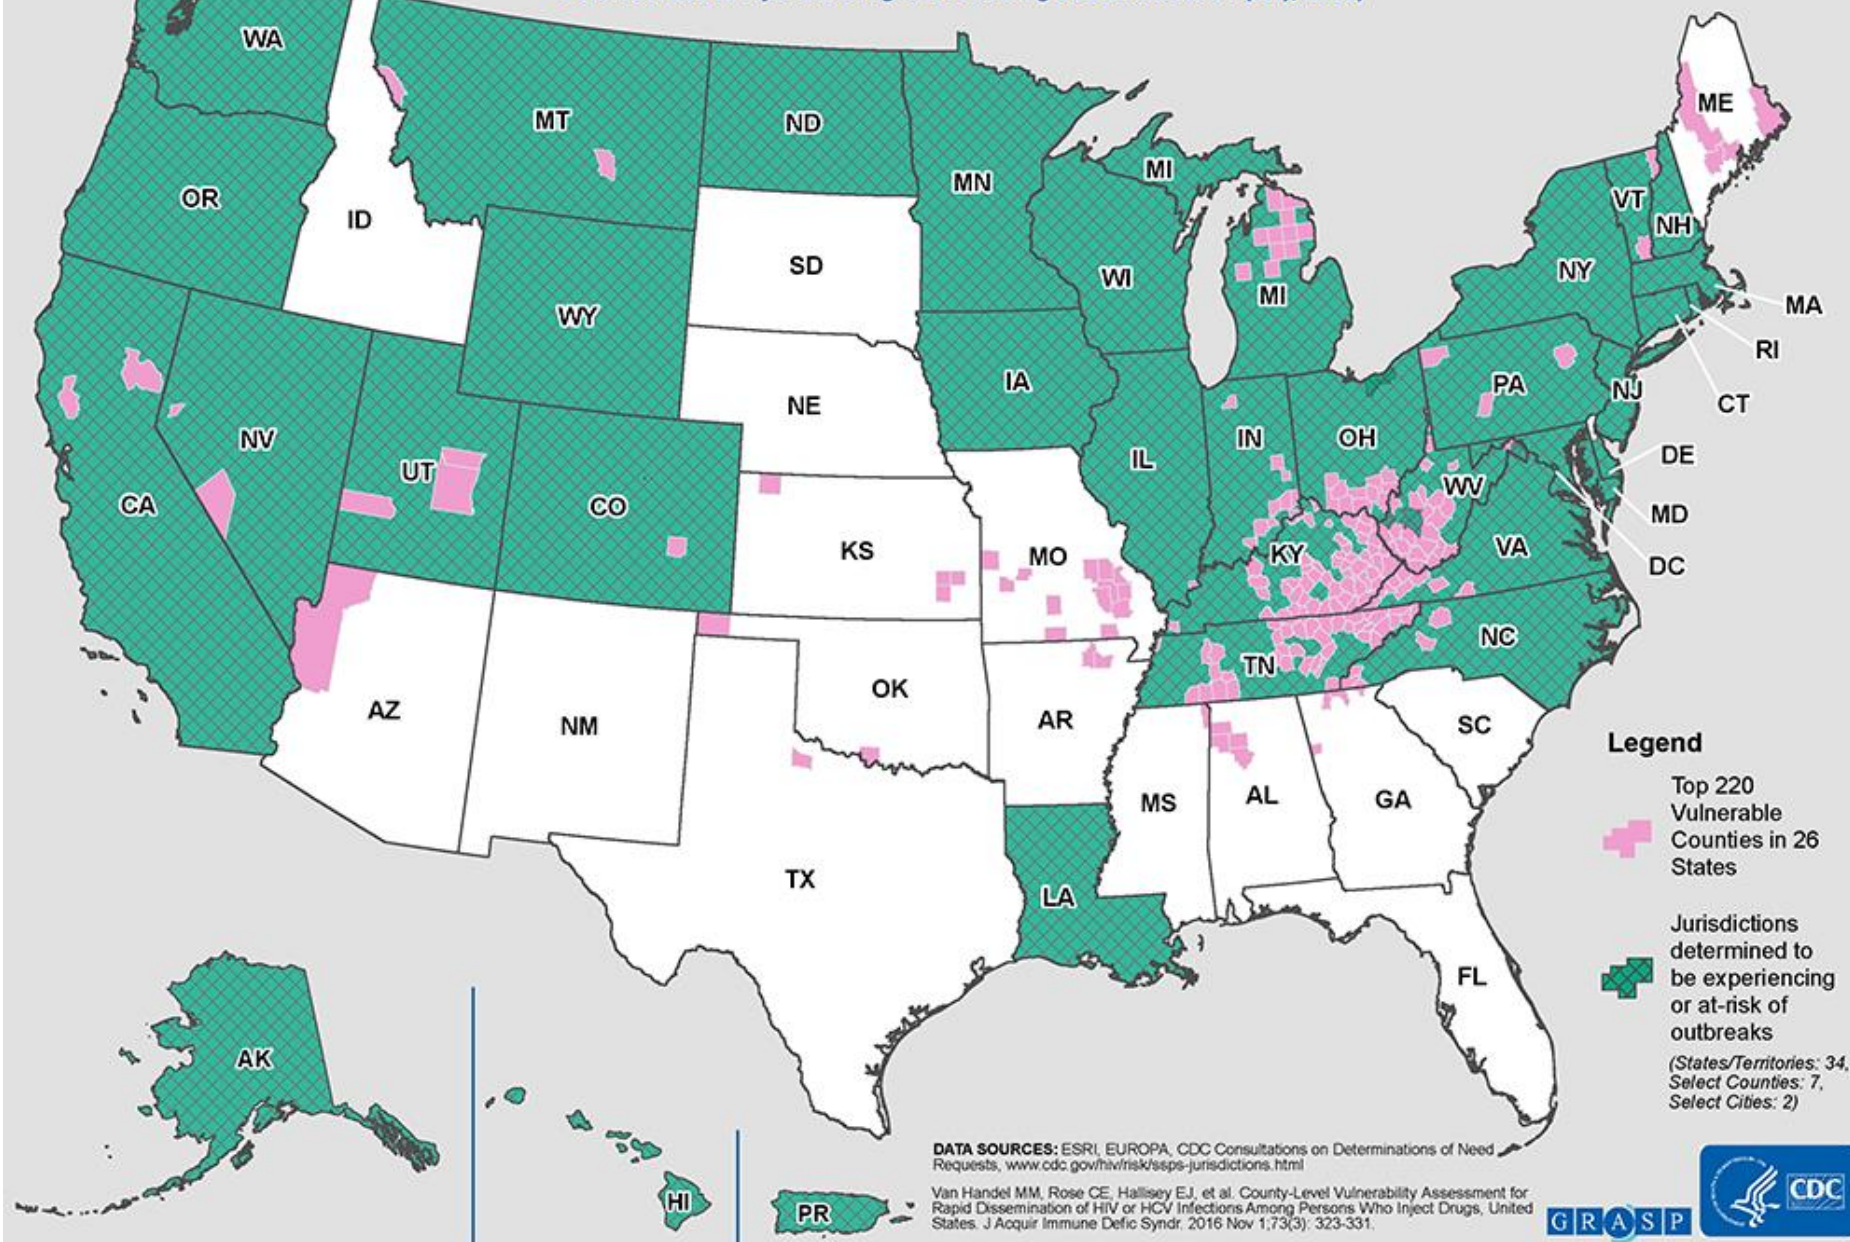 WA
MT
ND
MN
MI
ME
OR
ID
VT
NH
SD
WI
NY
WY
MI
MA
RI
NE
IA
PA
NJ
CT
NV
IN
OH
IL
DE
UT
WV
CA
CO
MD
KS
MO
KY
VA
DC
NC
TN
OK
AZ
NM
AR
SC
MS
AL
GA
TX
LA
FL
AK
HI
PR
Legend
Top 220
Vulnerable
Counties in 26
States
Jurisdictions
determined to
be experiencing
or at-risk of
outbreaks
(States/Territories: 34,
Select Counties: 7,
Select Cities: 2)
DATA SOURCES: ESRI, EUROPA, CDC Consultations on Determinations of Need
Requests, www.cdc.gov/hiv/risk/ssps-jurisdictions.html
Van Handel MM, Rose CE, Hallisey EJ, et al. County-Level Vulnerability Assessment for
Rapid Dissemination of HIV or HCV Infections Among Persons Who Inject Drugs, United
States. J Acquir Immune Defic Syndr. 2016 Nov 1;73(3): 323-331.
GRASP
CDC